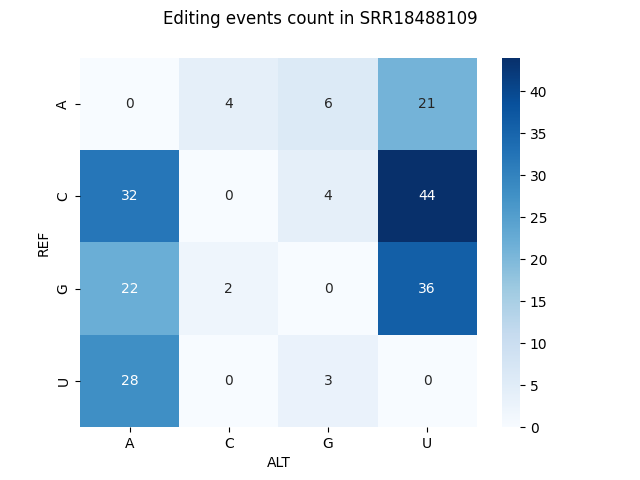 Editing events count in SRR18488109
A 0 4 6 21
C 32 0 4 44
G 22 2 0 36
U 28 0 3 0
A C G U
REF
ALT
40
35
30
25
20
15
10
5
0